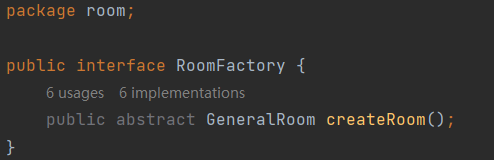 package room;
public interface RoomFactory {
6 usages 6 implementations
public abstract GeneralRoom createRoom();
}